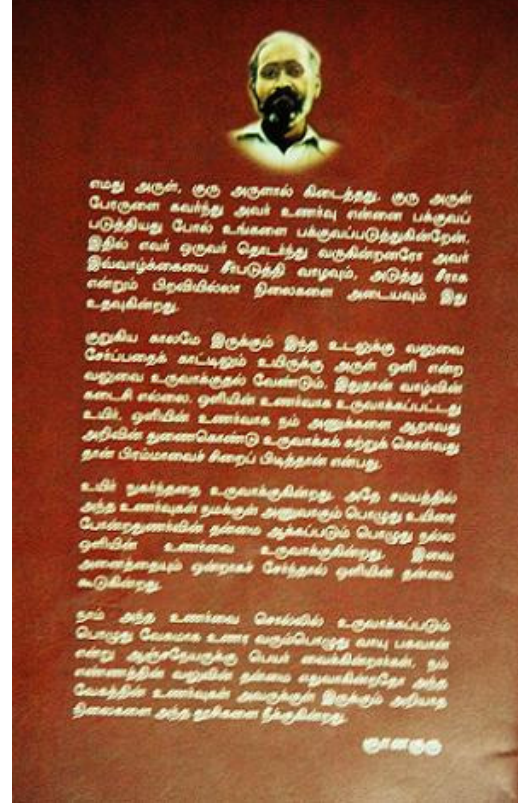 எமது அருள், குரு அருளால் கிடைத்தது. குரு அருள்
பேரருளை கவர்ந்து அவர் உணர்வு என்னை பக்குவப்
படுத்தியது போல் உங்களை பக்குவப்படுத்துகின்றேன்.
இதில் எவர் ஒருவர் தொடர்ந்து வருகின்றனரோ அவர்
இவ்வாழ்க்கையை சீர்படுத்தி வாழவும், அடுத்து சீராக
என்றும் பிறவியில்லா நிலைகளை அடையவும் இது
உதவுகின்றது.
குறுகிய காலமே இருக்கும் இந்த உடலுக்கு வலுவை
சேர்ப்பதைக் காட்டிலும் உயிருக்கு அருள் ஒளி என்ற
வலுவை உருவாக்குதல் வேண்டும். இதுதான் வாழ்வின்
கடைசி எல்லை. ஒளியின் உணர்வாக உருவாக்கப்பட்டது
உயிர், ஒளியின் உணர்வாக நம் அணுக்களை ஆறாவது
அறிவின் துணைகொண்டு உருவாக்கக் கற்றுக் கொள்வது
தான் பிரம்மாவைச் சிறைப் பிடித்தான் என்பது.
உயிர் நுகர்ந்ததை உருவாக்குகின்றது. அதே சமயத்தில்
அந்த உணர்வுகள் நமக்குள் அணுவாகும் பொழுது உயிரை
போன்றதுணர்வின் தன்மை ஆக்கப்படும் பொழுது நல்ல
ஒளியின் உணர்வை உருவாக்குகின்றது. இவை
அனைத்தையும் ஒன்றாகச் சேர்ந்தால் ஒளியின் தன்மை
கூடுகின்றது.
நாம் அந்த உணர்வை சொல்லில் உருவாக்கப்படும்
பொழுது வேகமாக உணர வரும்பொழுது வாயு பகவான்
என்று ஆஞ்சநேயருக்கு பெயர் வைக்கின்றார்கள். நம்
எண்ணத்தின் வலுவின் தன்மை எதுவாகின்றதோ அந்த
வேகத்தின் உணர்வுகள் அவருக்குள் இருக்கும் அறியாத
நிலைகளை அந்த தூசிகளை நீக்குகின்றது.
ஞானகுரு